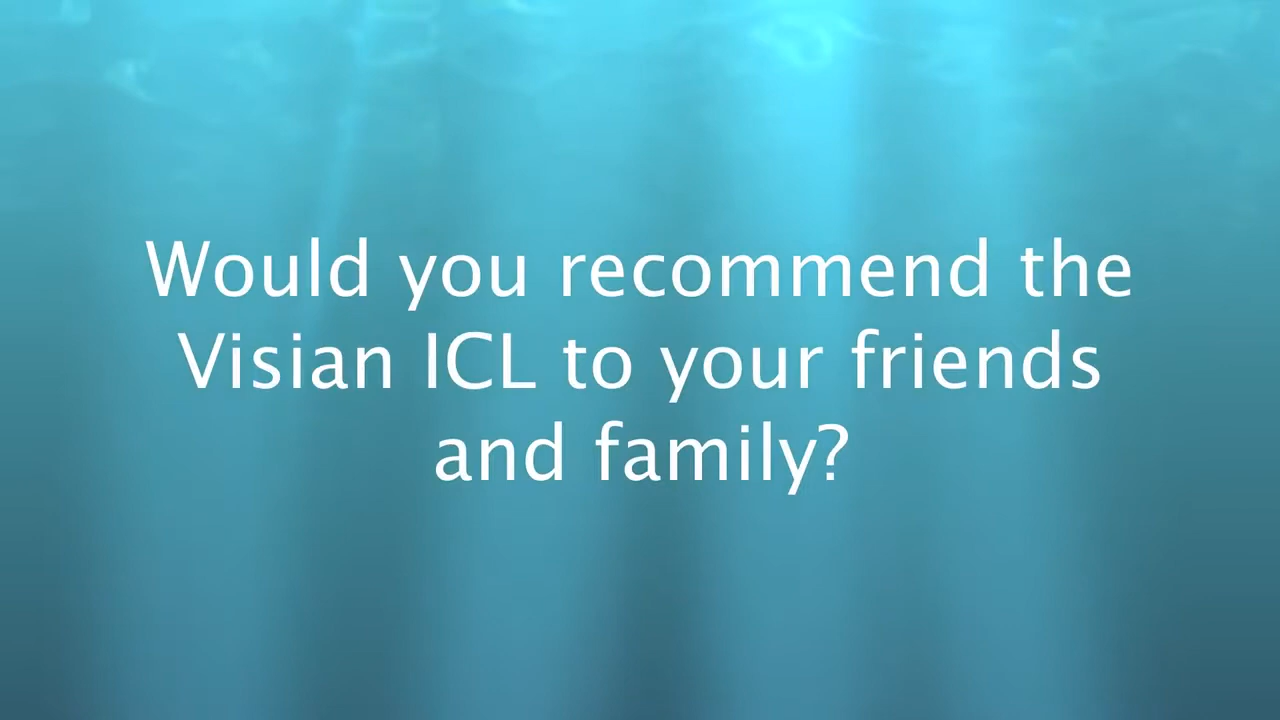 Would you recommend the
Visian ICL to your friends
and family?